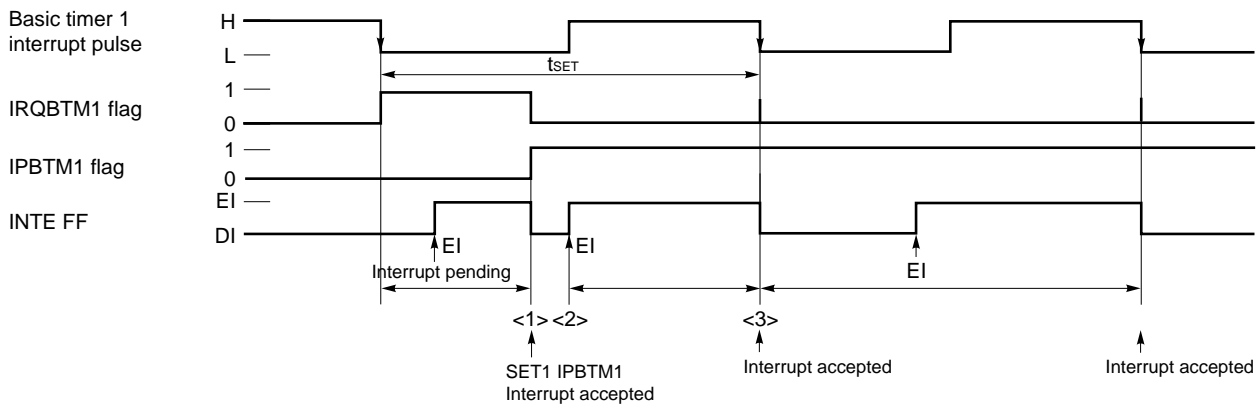 Basic timer 1
interrupt pulse
H
L
tSET
IRQBTM1 flag
1
0
IPBTM1 flag
1
0
INTE FF
EI
DI
EI
EI
EI
Interrupt pending
<1> <2> <3>
SET1 IPBTM1
Interrupt accepted
Interrupt accepted
Interrupt accepted